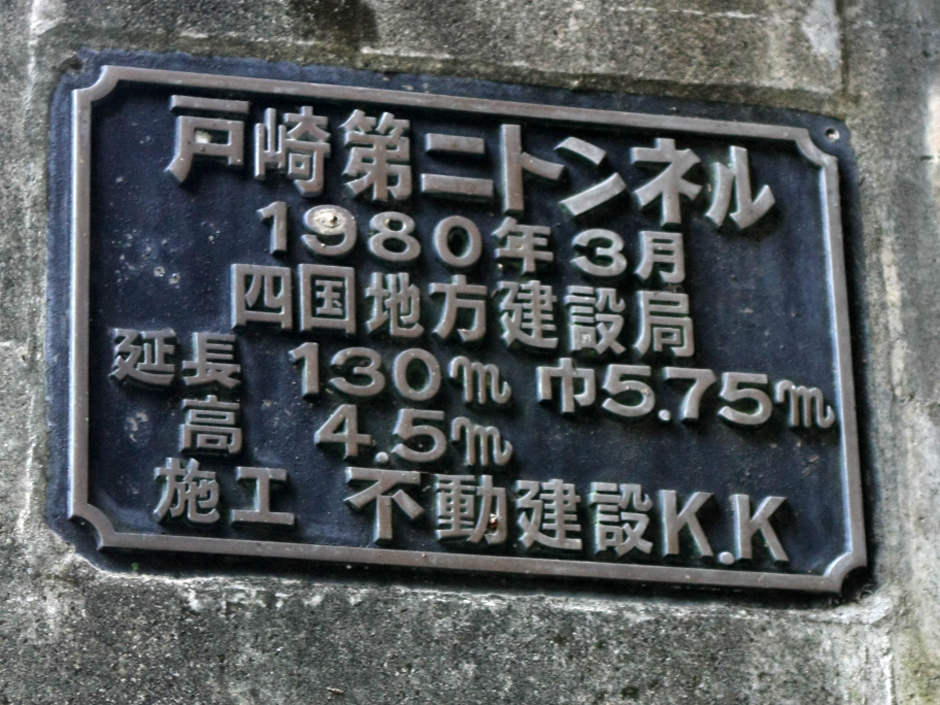 戸崎第二トンネル
1980年3月
四国地方建設局
延長 130m 巾5.75m
高 4.5m
施工 不動建設K.K